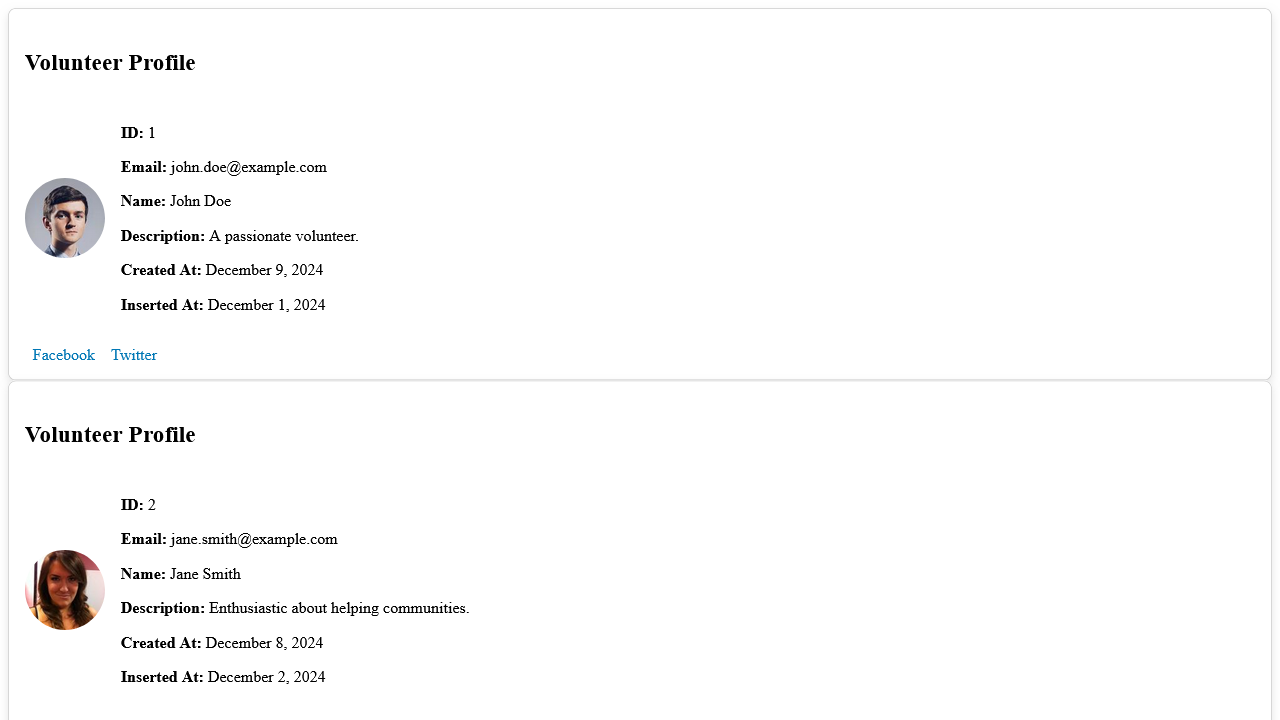 Volunteer Profile
ID: 1
Email: john.doe@example.com
Name: John Doe
Description: A passionate volunteer.
Created At: December 9, 2024
Inserted At: December 1, 2024
Facebook Twitter
Volunteer Profile
ID: 2
Email: jane.smith@example.com
Name: Jane Smith
Description: Enthusiastic about helping communities.
Created At: December 8, 2024
Inserted At: December 2, 2024